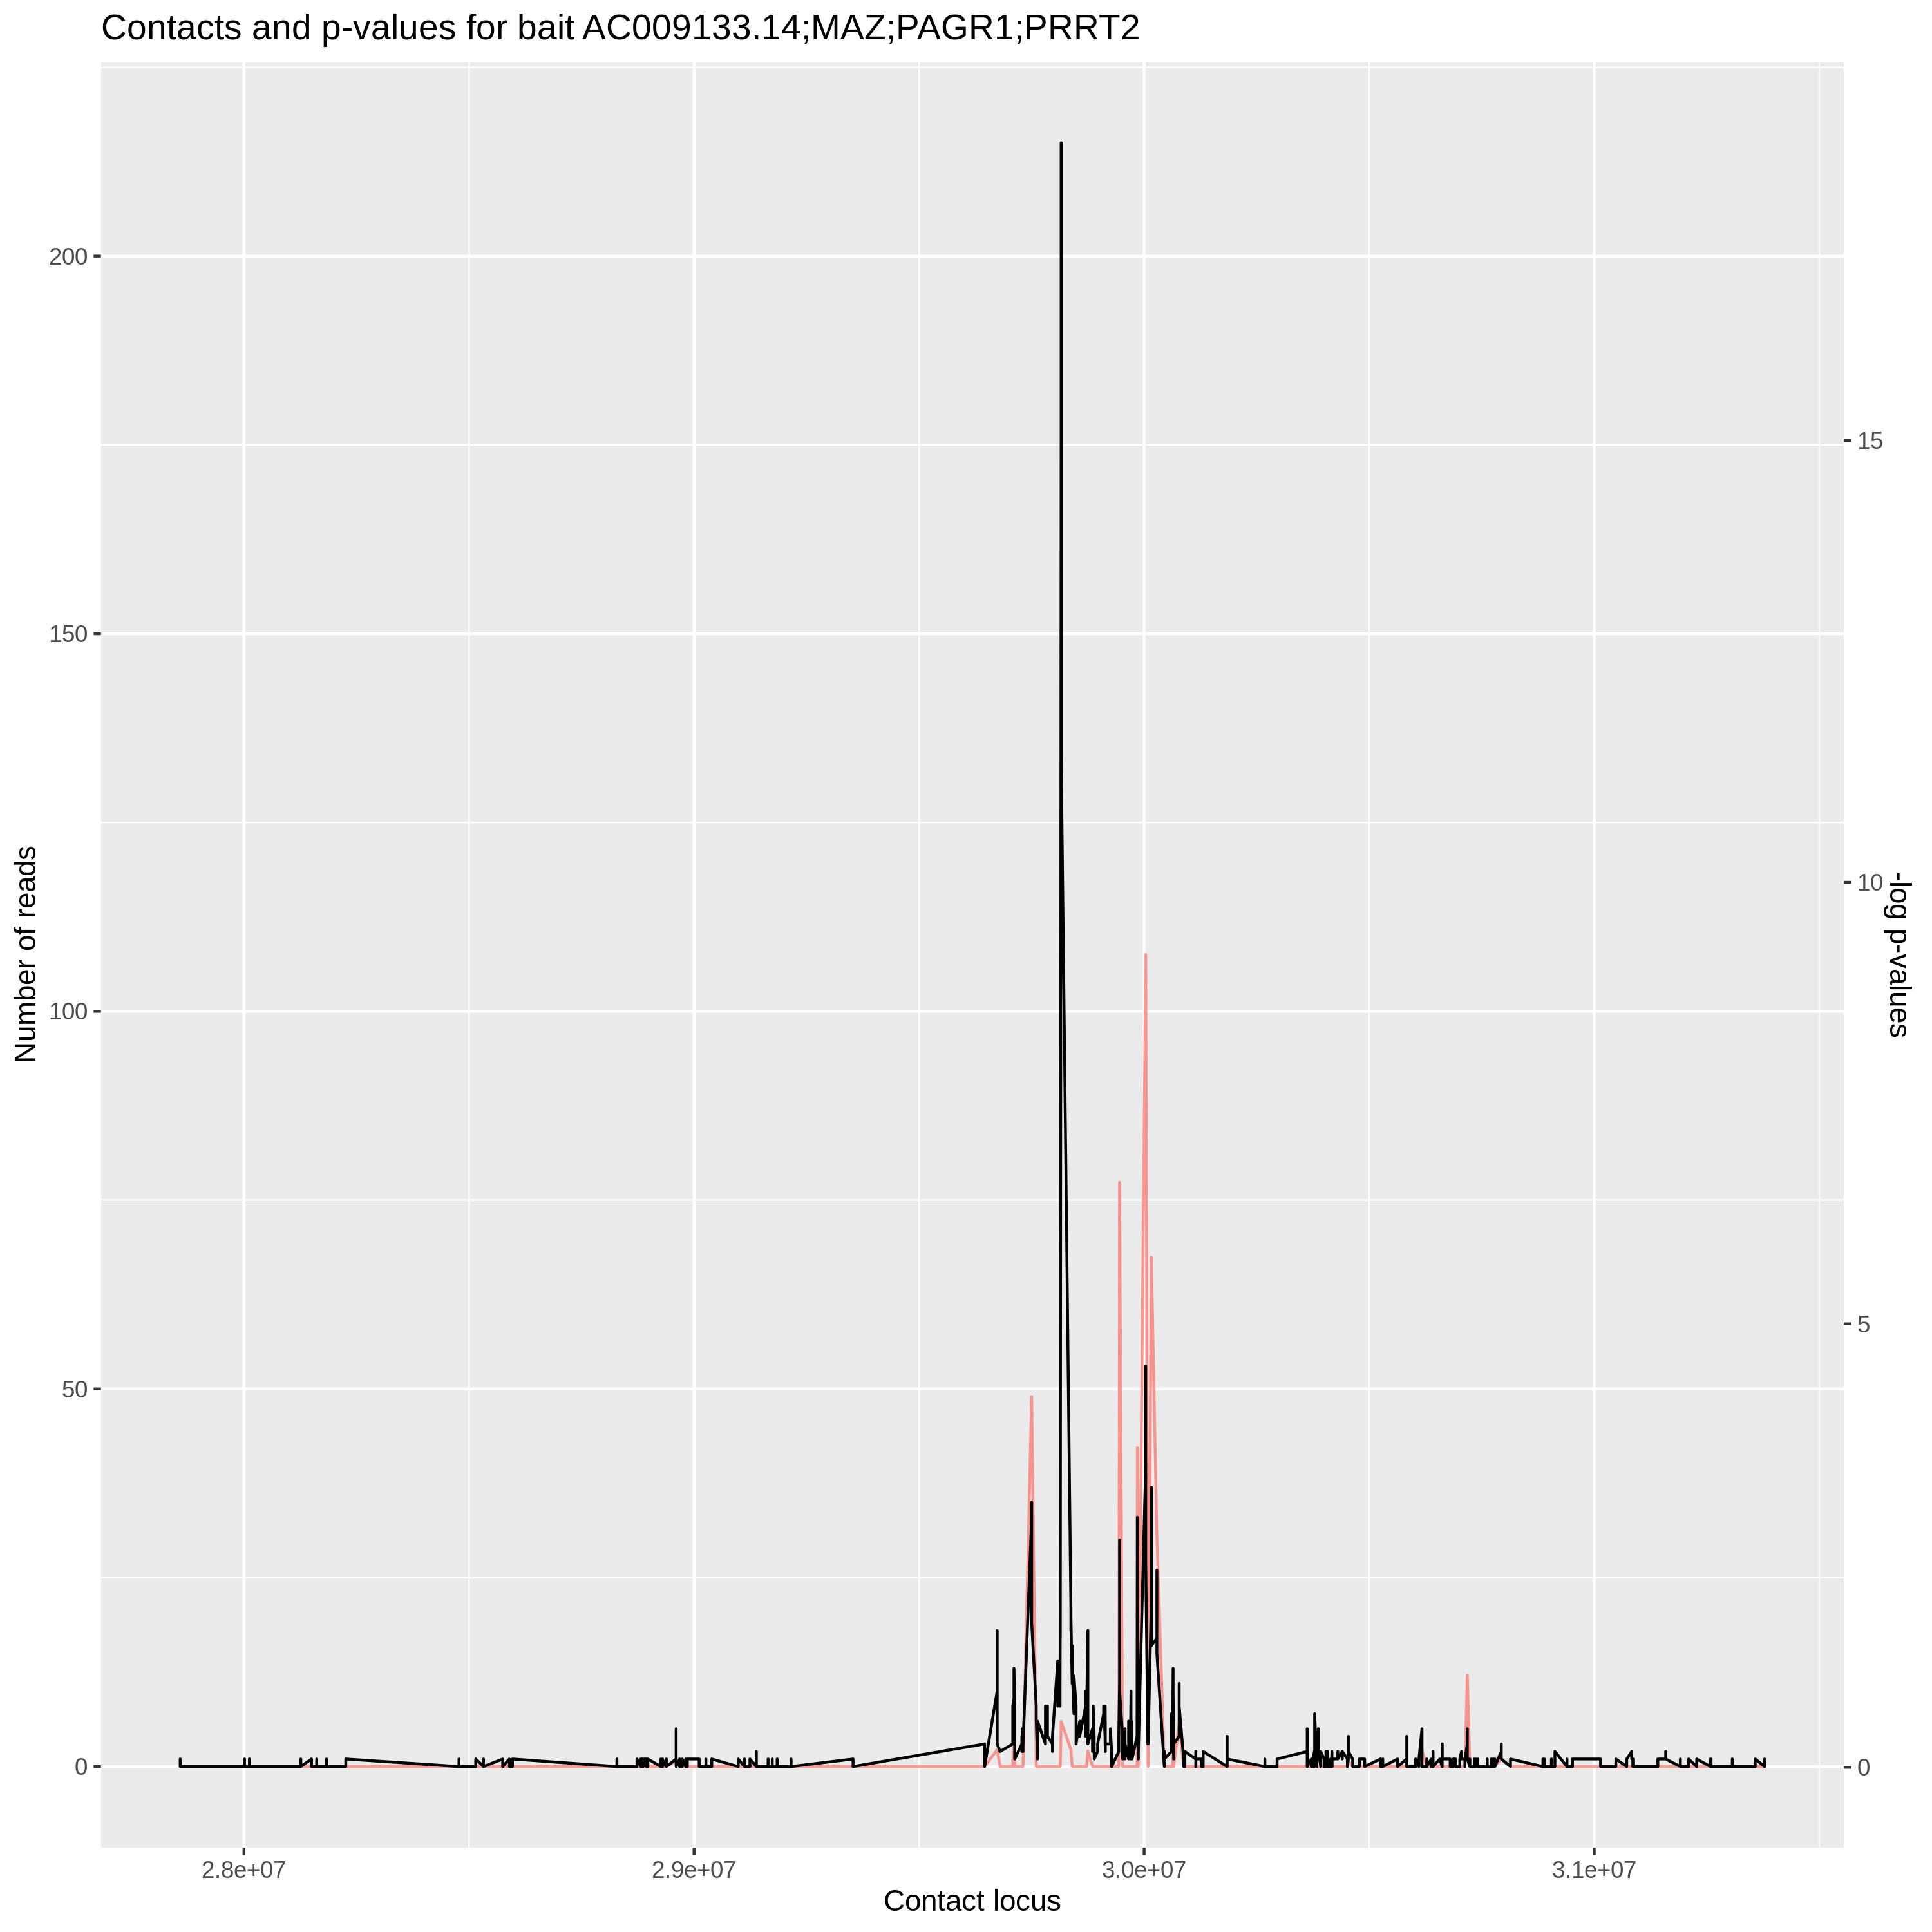 Contacts and p-values for bait AC009133.14;MAZ;PAGR1;PRRT2
Number of reads
200
150
100
50
0
15
10
5
0
-log p-values
2.8e+07
2.9e+07
3.0e+07
3.1e+07
Contact locus